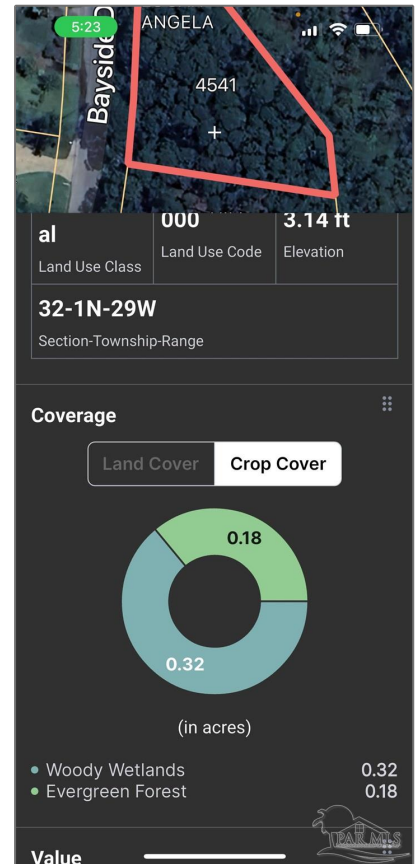 5:23
ANGELA
Bayside D
4541
al
Land Use Class
000
Land Use Code
3.14 ft
Elevation
32-1N-29W
Section-Township-Range
Coverage
Land Cover
Crop Cover
0.18
0.32
(in acres)
Woody Wetlands 0.32
Evergreen Forest 0.18
Value
PAR MLS